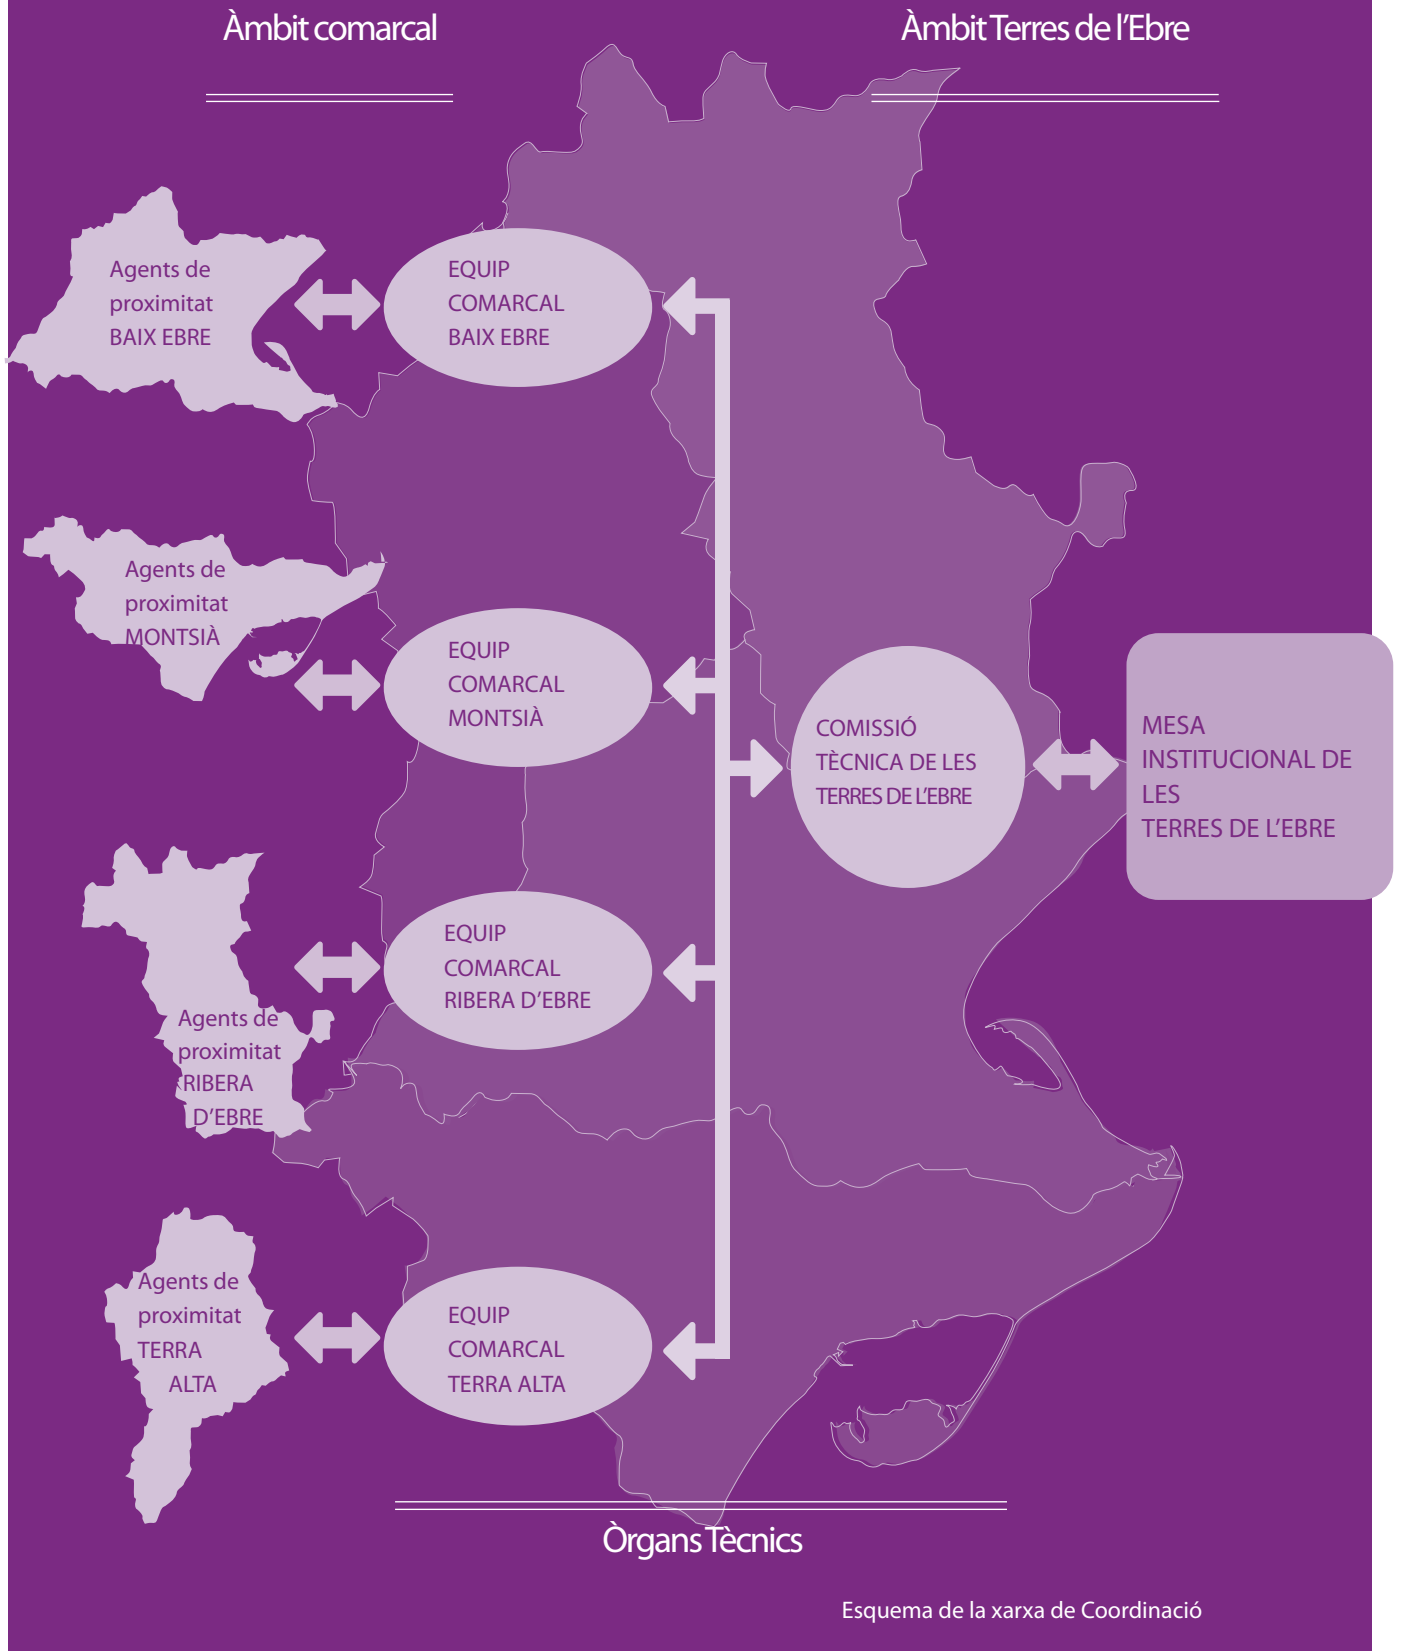 Àmbit comarcal
Àmbit Terres de l'Ebre
Agents de
proximitat
BAIX EBRE
EQUIP
COMARCAL
BAIX EBRE
Agents de
proximitat
MONTSIÀ
EQUIP
COMARCAL
MONTSIÀ
COMISSIÓ
TÈCNICA DE LES
TERRES DE L'EBRE
MESA
INSTITUCIONAL DE
LES
TERRES DE L'EBRE
Agents de
proximitat
RIBERA
D'EBRE
EQUIP
COMARCAL
RIBERA D'EBRE
Agents de
proximitat
TERRA
ALTA
EQUIP
COMARCAL
TERRA ALTA
Òrgans Tècnics
Esquema de la xarxa de Coordinació